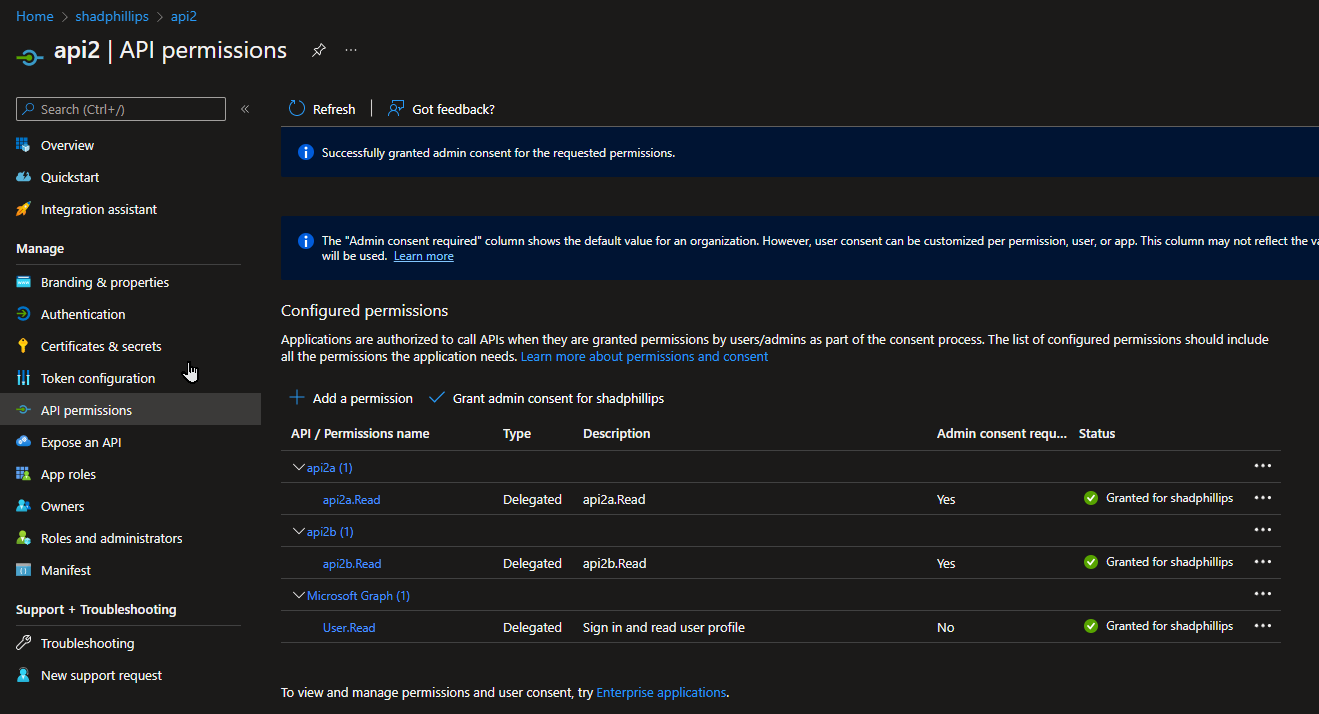 Home > shadphillips > api2
api2 | API permissions ...
Search (Ctrl+/) «
Overview
Quickstart
Integration assistant
Manage
Branding & properties
Authentication
Certificates & secrets
Token configuration
API permissions
Expose an API
App roles
Owners
Roles and administrators
Manifest
Support + Troubleshooting
Troubleshooting
New support request
Refresh | Got feedback?
Successfully granted admin consent for the requested permissions.
The "Admin consent required" column shows the default value for an organization. However, user consent can be customized per permission, user, or app. This column may not reflect the
will be used. Learn more
Configured permissions
Applications are authorized to call APIs when they are granted permissions by users/admins as part of the consent process. The list of configured permissions should include
all the permissions the application needs. Learn more about permissions and consent
Add a permission Grant admin consent for shadphillips
API / Permissions name Type Description Admin consent requ... Status
api2a (1) ...
api2a.Read Delegated api2a.Read Yes Granted for shadphillips ...
api2b (1) ...
api2b.Read Delegated api2b.Read Yes Granted for shadphillips ...
Microsoft Graph (1) ...
User.Read Delegated Sign in and read user profile No Granted for shadphillips ...
To view and manage permissions and user consent, try Enterprise applications.